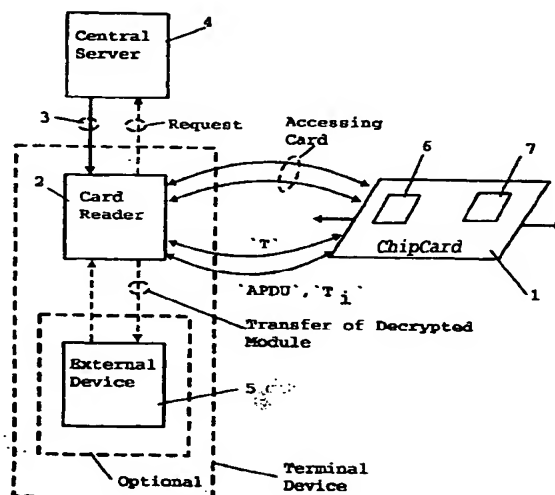 4
Central
Server
3
Request
Accessing
Card
6
7
2
Card
Reader
ChipCard
`T`
1
`APDU`,`T i`
Transfer of Decrypted
Module
External
Device
5
Optional
Terminal
Device